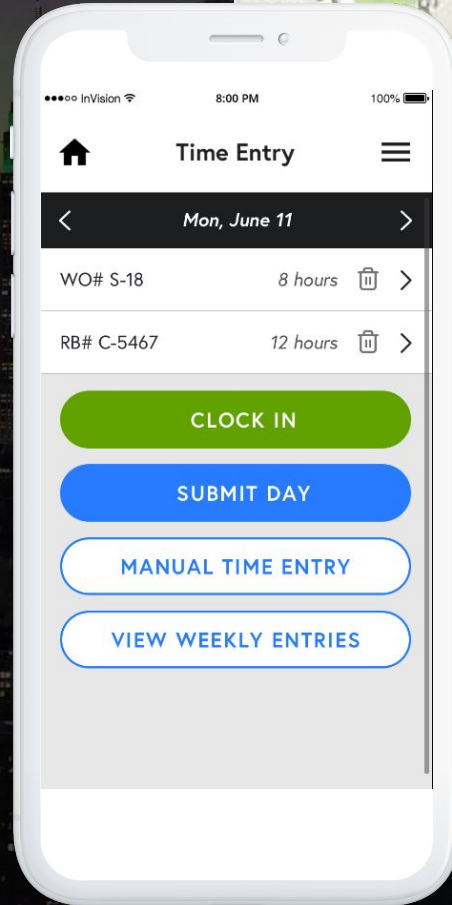 InVision 8:00 PM 100%
Time Entry
Mon, June 11
WO# S-18 8 hours
RB# C-5467 12 hours
CLOCK IN
SUBMIT DAY
MANUAL TIME ENTRY
VIEW WEEKLY ENTRIES